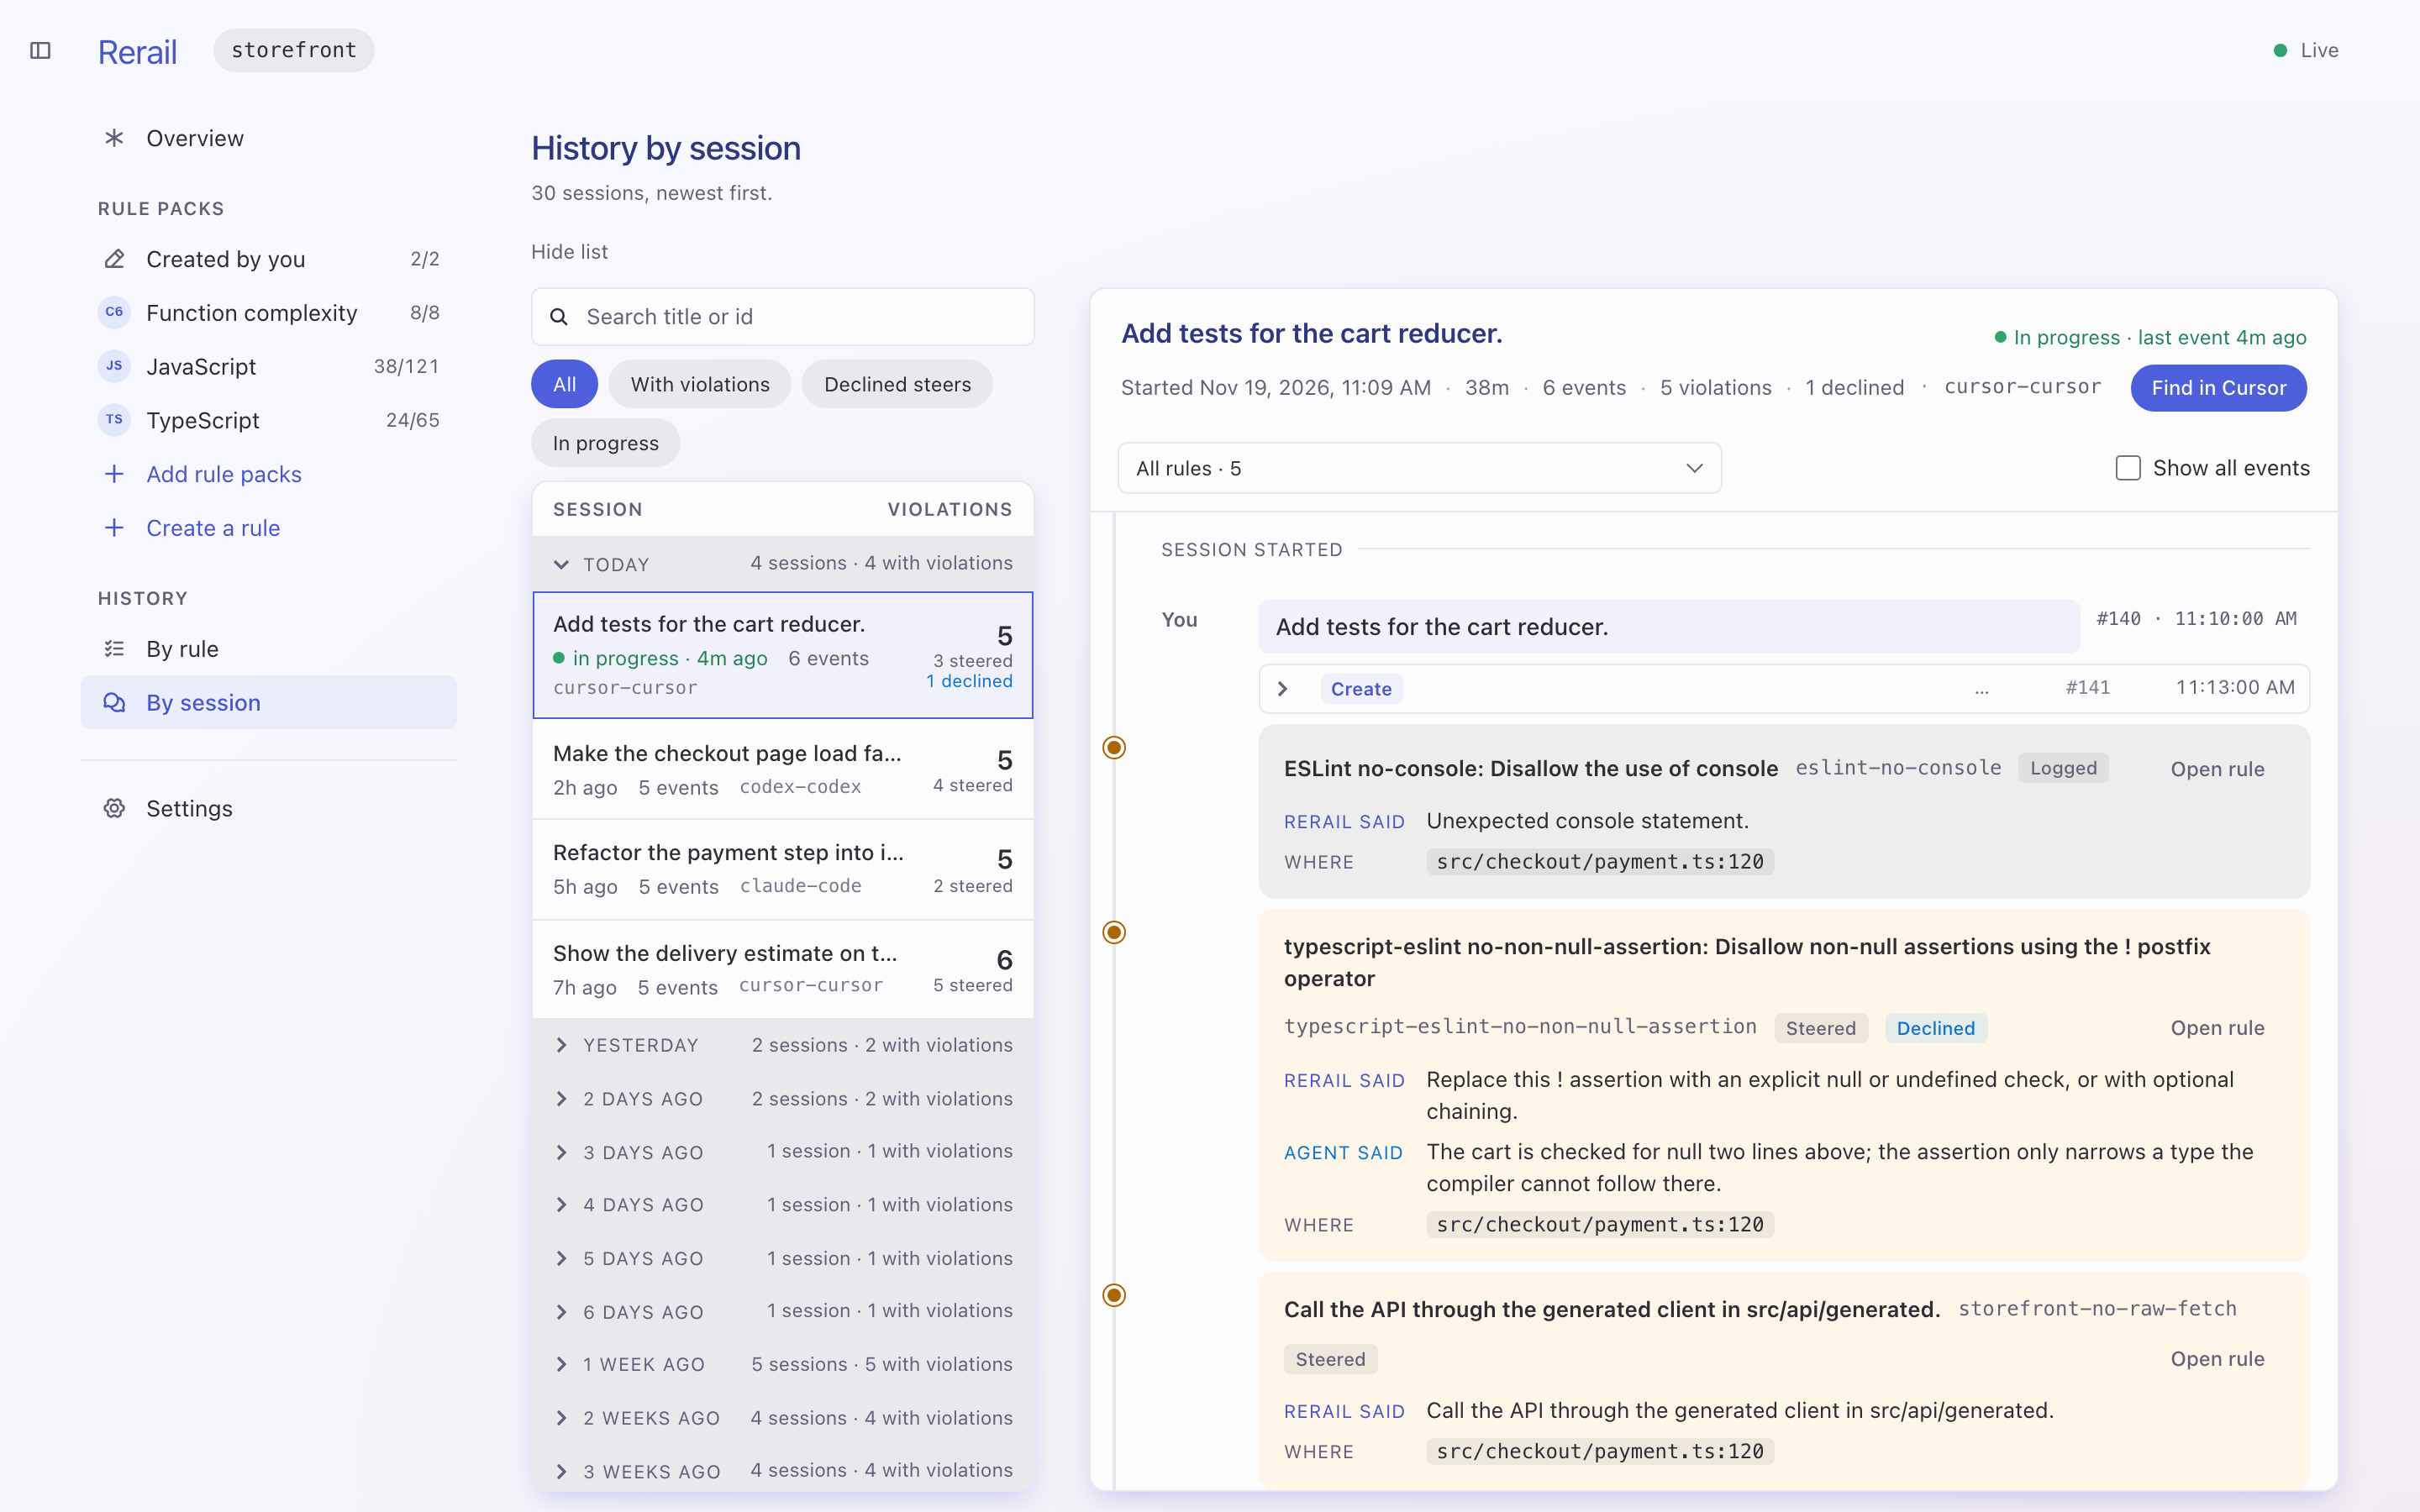 Rerail
storefront
Live
Overview
RULE PACKS
Created by you 2/2
C6 Function complexity 8/8
JS JavaScript 38/121
TS TypeScript 24/65
Add rule packs
Create a rule
HISTORY
By rule
By session
Settings
History by session
30 sessions, newest first.
Hide list
Search title or id
All With violations Declined steers
In progress
SESSION VIOLATIONS
TODAY 4 sessions · 4 with violations
Add tests for the cart reducer. 5
in progress · 4m ago 6 events 3 steered
cursor-cursor 1 declined
Make the checkout page load fa... 5
2h ago 5 events codex-codex 4 steered
Refactor the payment step into i... 5
5h ago 5 events claude-code 2 steered
Show the delivery estimate on t... 6
7h ago 5 events cursor-cursor 5 steered
YESTERDAY 2 sessions · 2 with violations
2 DAYS AGO 2 sessions · 2 with violations
3 DAYS AGO 1 session · 1 with violations
4 DAYS AGO 1 session · 1 with violations
5 DAYS AGO 1 session · 1 with violations
6 DAYS AGO 1 session · 1 with violations
1 WEEK AGO 5 sessions · 5 with violations
2 WEEKS AGO 4 sessions · 4 with violations
3 WEEKS AGO 4 sessions · 4 with violations
Add tests for the cart reducer.
In progress · last event 4m ago
Started Nov 19, 2026, 11:09 AM · 38m · 6 events · 5 violations · 1 declined · cursor-cursor
Find in Cursor
All rules · 5
Show all events
SESSION STARTED
You Add tests for the cart reducer. #140 · 11:10:00 AM
Create ... #141 11:13:00 AM
ESLint no-console: Disallow the use of console eslint-no-console Logged Open rule
RERAIL SAID Unexpected console statement.
WHERE src/checkout/payment.ts:120
typescript-eslint no-non-null-assertion: Disallow non-null assertions using the ! postfix
operator
typescript-eslint-no-non-null-assertion Steered Declined Open rule
RERAIL SAID Replace this ! assertion with an explicit null or undefined check, or with optional
chaining.
AGENT SAID The cart is checked for null two lines above; the assertion only narrows a type the
compiler cannot follow there.
WHERE src/checkout/payment.ts:120
Call the API through the generated client in src/api/generated. storefront-no-raw-fetch
Steered Open rule
RERAIL SAID Call the API through the generated client in src/api/generated.
WHERE src/checkout/payment.ts:120